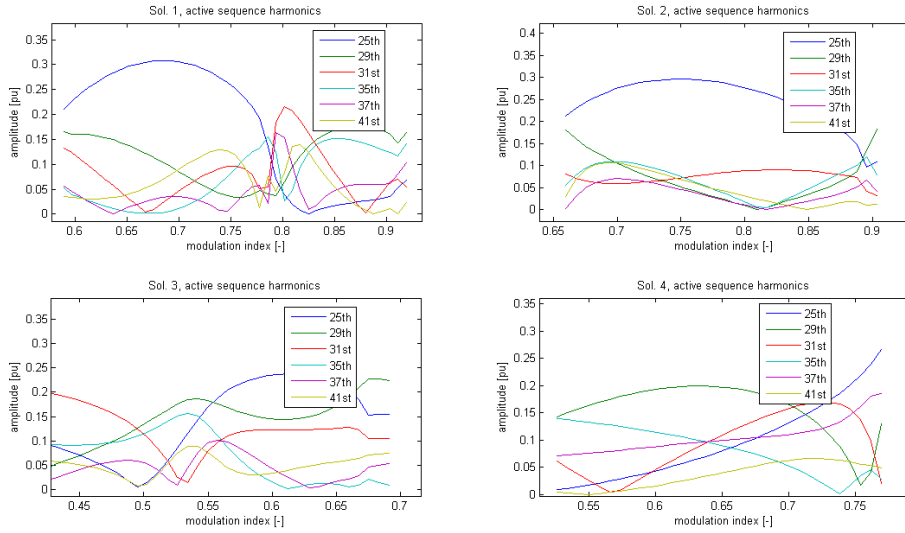 Sol. 1, active sequence harmonics
amplitude [pu]
0.35
0.3
0.25
0.2
0.15
0.1
0.05
0
0.6
0.65
0.7
0.75
0.8
0.85
0.9
modulation index [-]
25th
29th
31st
35th
37th
41st
Sol. 2, active sequence harmonics
amplitude [pu]
0.4
0.35
0.3
0.25
0.2
0.15
0.1
0.05
0
0.65
0.7
0.75
0.8
0.85
0.9
modulation index [-]
25th
29th
31st
35th
37th
41st
Sol. 3, active sequence harmonics
amplitude [pu]
0.35
0.3
0.25
0.2
0.15
0.1
0.05
0
0.45
0.5
0.55
0.6
0.65
0.7
modulation index [-]
25th
29th
31st
35th
37th
41st
Sol. 4, active sequence harmonics
amplitude [pu]
0.35
0.3
0.25
0.2
0.15
0.1
0.05
0
0.55
0.6
0.65
0.7
0.75
modulation index [-]
25th
29th
31st
35th
37th
41st